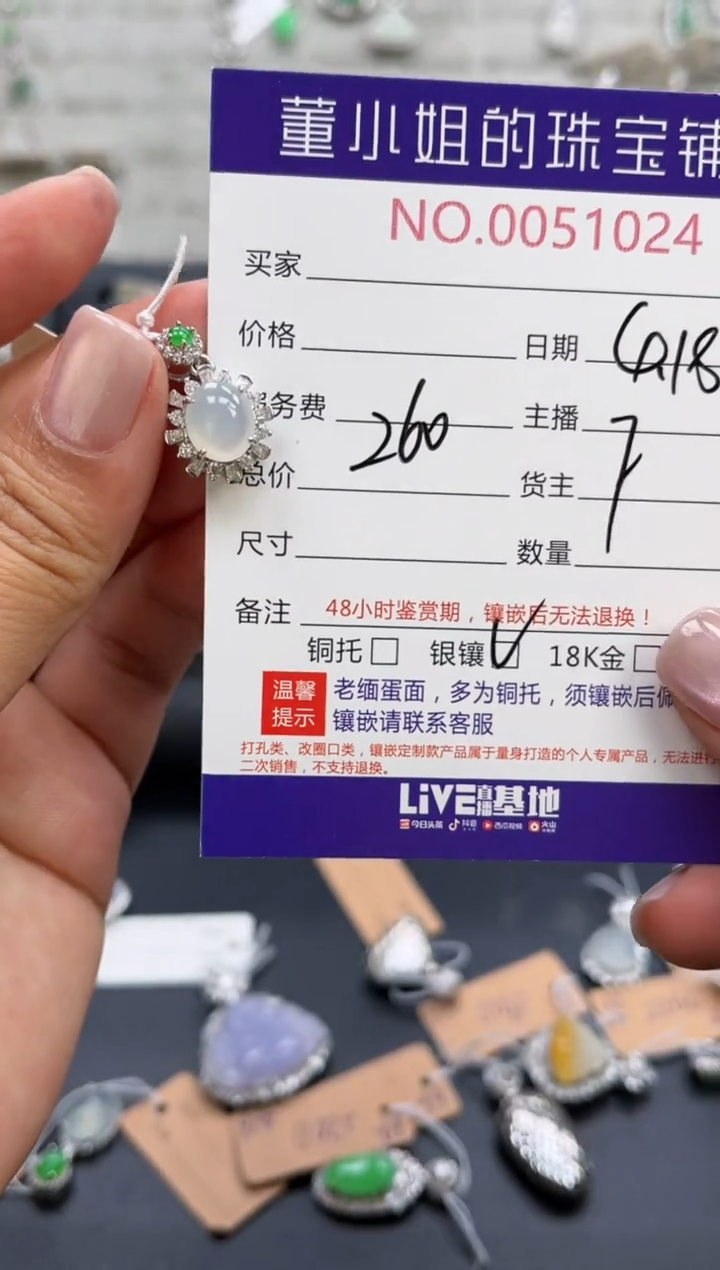 董小姐的珠宝铺
NO.0051024
买家
价格 日期 6.18
服务费 260 主播 7
总价 货主
尺寸 数量
备注 48小时鉴赏期，镶嵌后无法退换！
铜托 □ 银镶 ☑ 18K金 □
温馨提示 老缅蛋面，多为铜托，须镶嵌后佩
镶嵌请联系客服
打孔类、改圈口类，镶嵌定制款产品属于量身打造的个人专属产品，无法进行
二次销售，不支持退换。
LiVE直播基地
今日头条 抖音 西瓜视频 火山